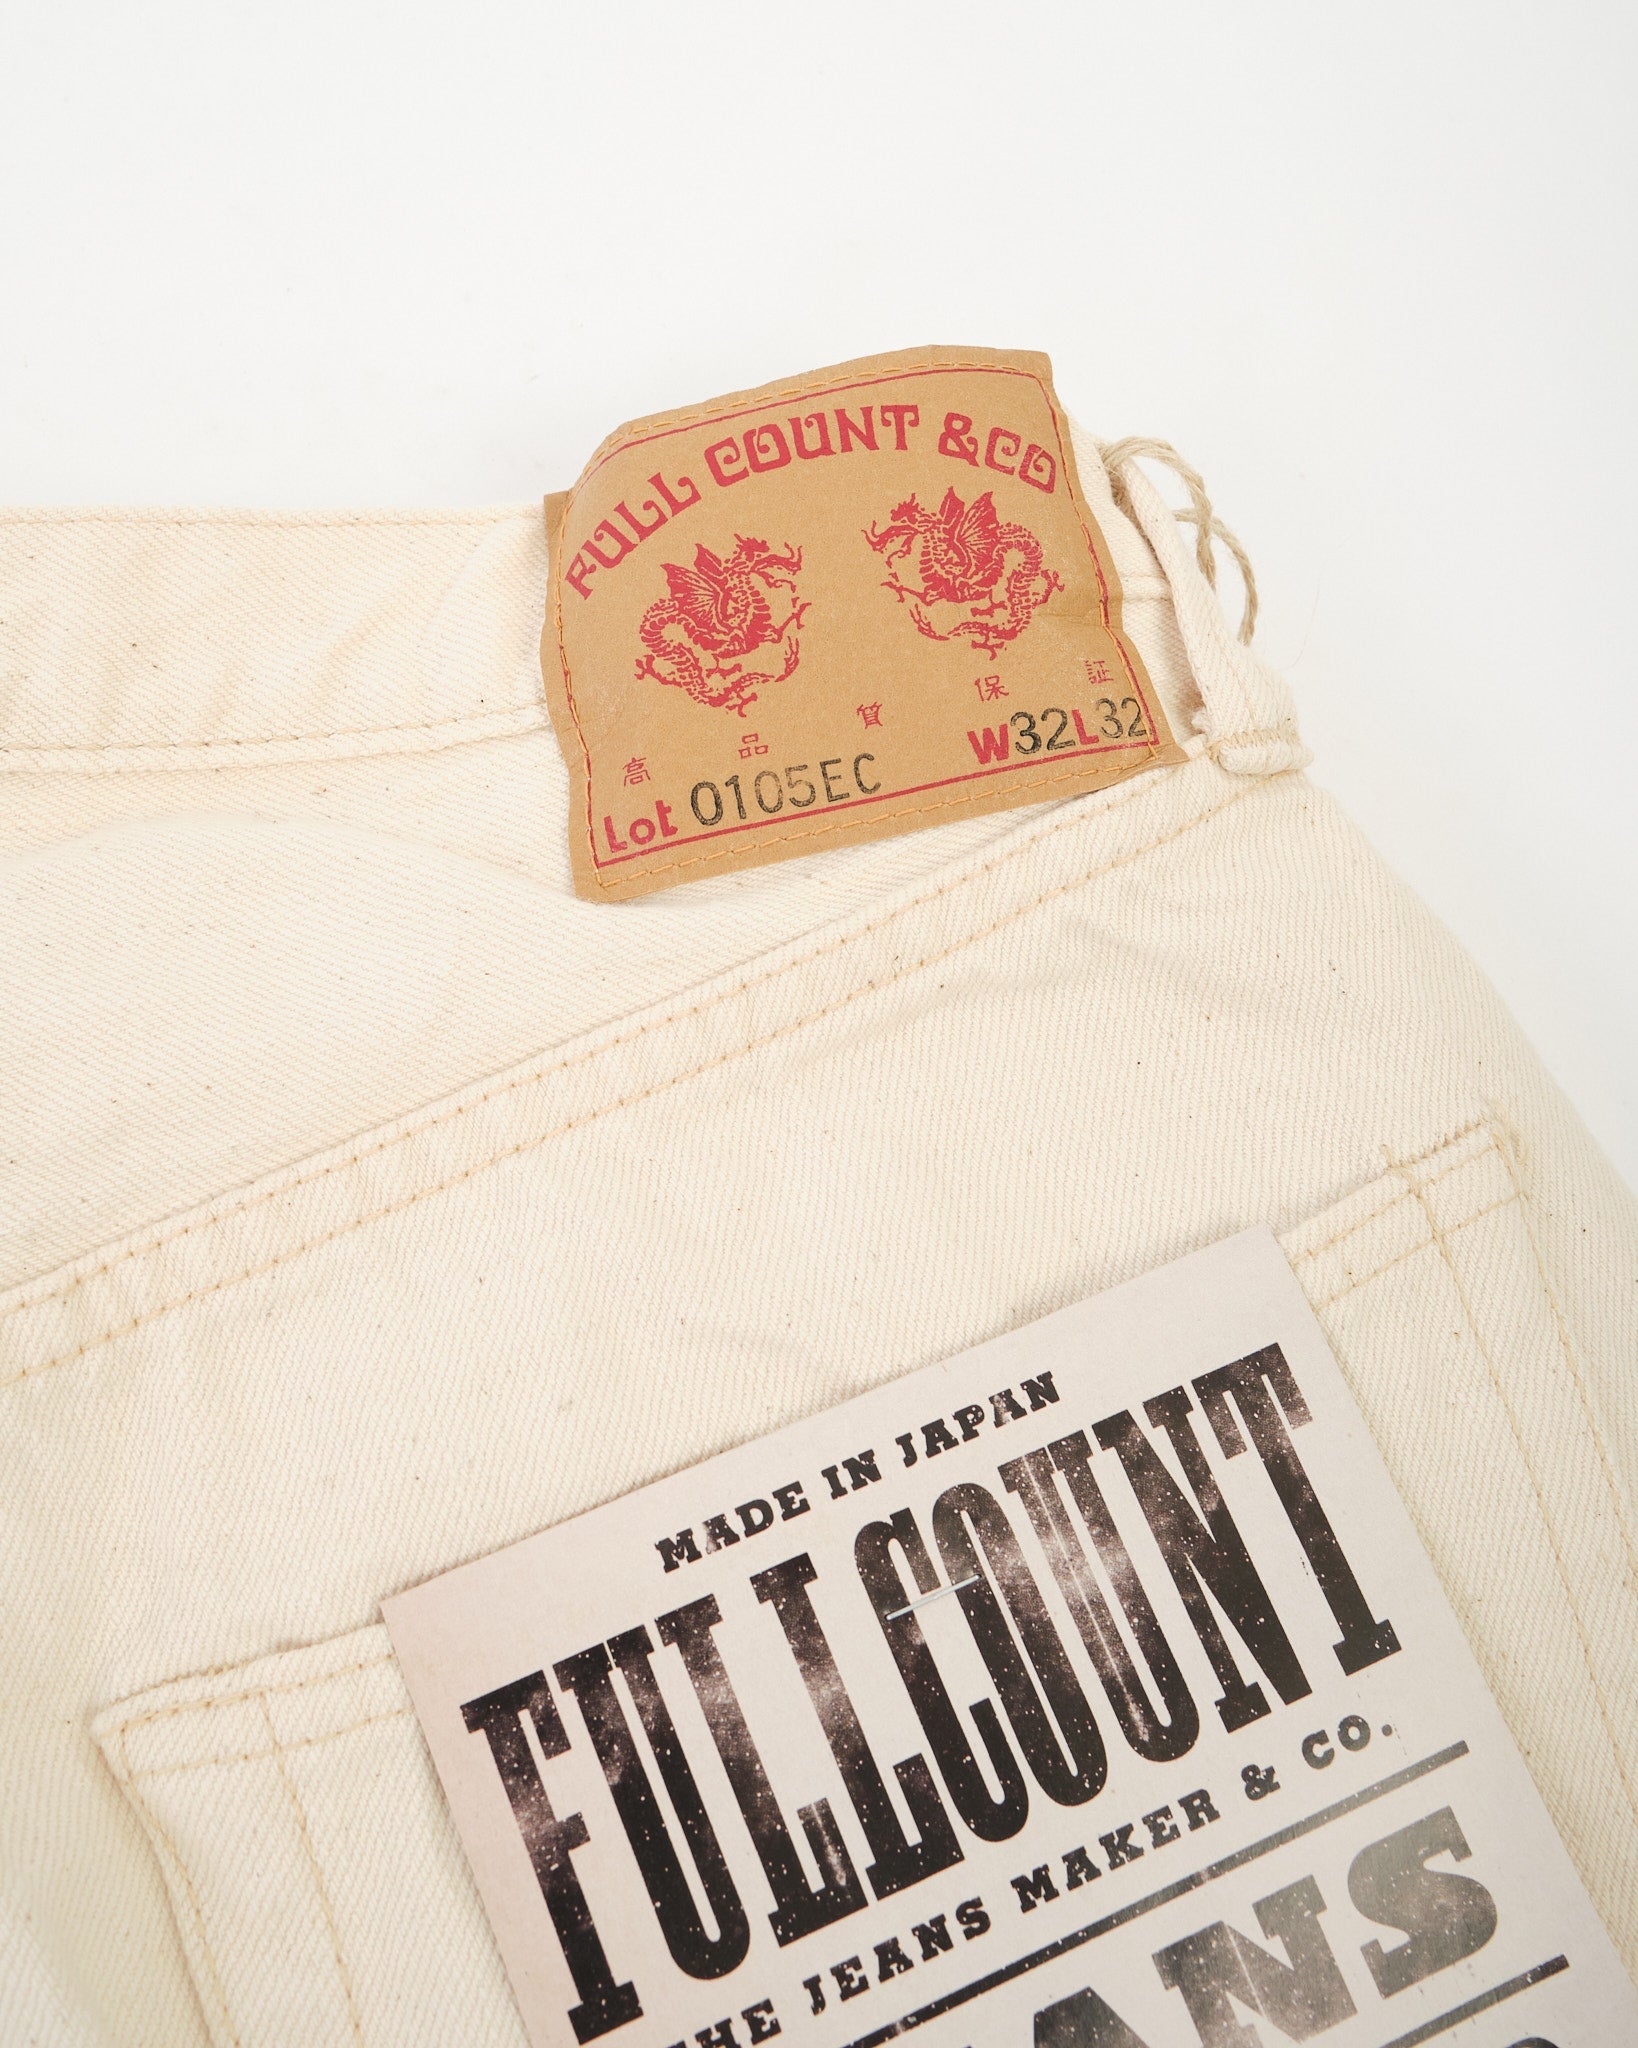 FULL COUNT & CO
高品質保証
Lot 0105EC W32L32
MADE IN JAPAN
FULLCOUNT
THE JEANS MAKER & CO.